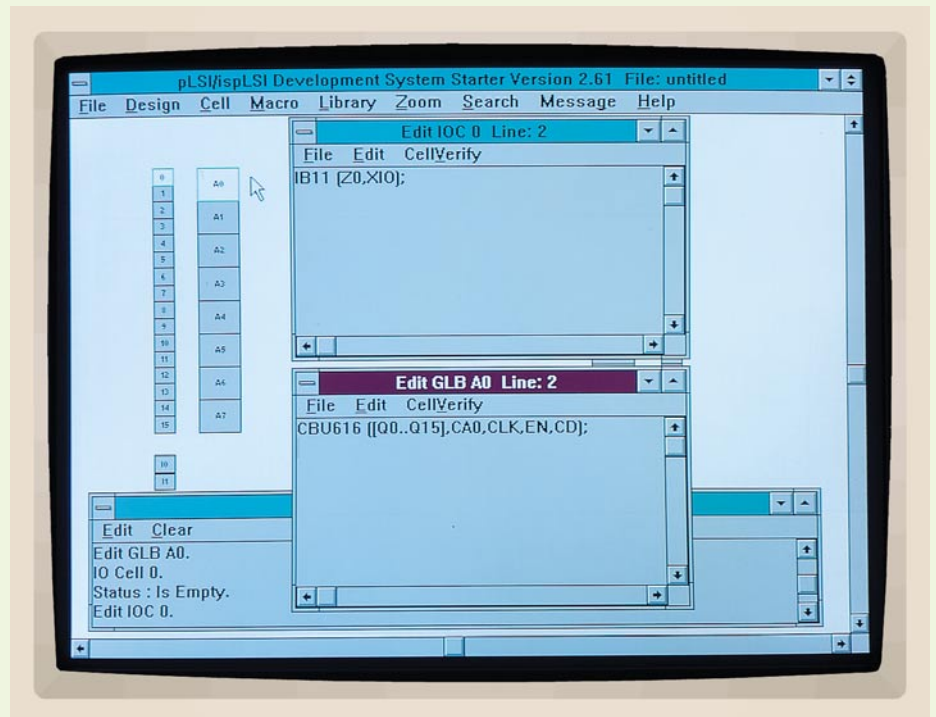 pLSI/ispLSI Development System Starter Version 2.61 File: untitled
File Design Cell Macro Library Zoom Search Message Help
Edit IOC 0 Line: 2
File Edit CellVerify
IB11 (Z0,XI0);
0
1
2
3
4
5
6
7
8
9
10
11
12
13
14
15
A0
A1
A2
A3
A4
A5
A6
A7
I0
I1
Edit GLB A0 Line: 2
File Edit CellVerify
CBU616 ([Q0..Q15],CA0,CLK,EN,CD);
Edit Clear
Edit GLB A0.
IO Cell 0.
Status : Is Empty.
Edit IOC 0.